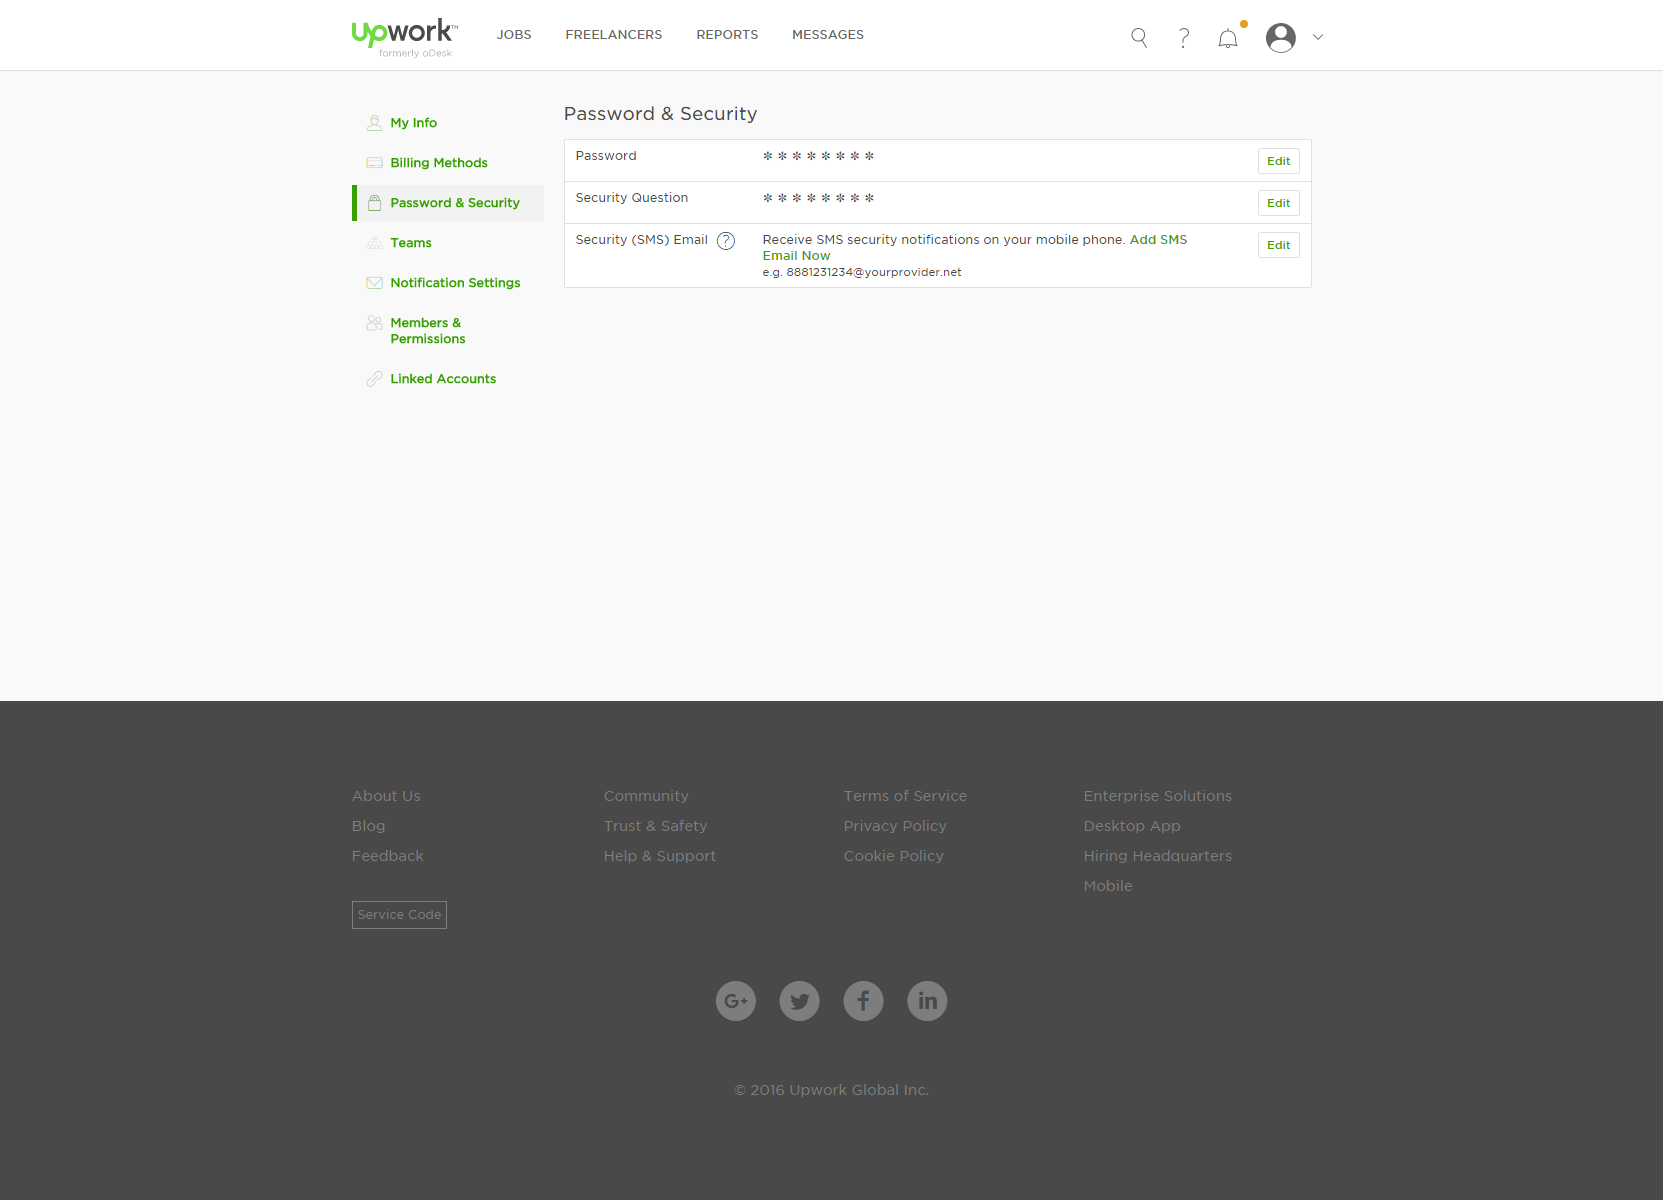 upwork™
formerly oDesk
JOBS FREELANCERS REPORTS MESSAGES
My Info
Billing Methods
Password & Security
Teams
Notification Settings
Members &
Permissions
Linked Accounts
Password & Security
Password ******** Edit
Security Question ******** Edit
Security (SMS) Email ? Receive SMS security notifications on your mobile phone. Add SMS Edit
Email Now
e.g. 8881231234@yourprovider.net
About Us Community Terms of Service Enterprise Solutions
Blog Trust & Safety Privacy Policy Desktop App
Feedback Help & Support Cookie Policy Hiring Headquarters
Mobile
Service Code
G+ f in
© 2016 Upwork Global Inc.